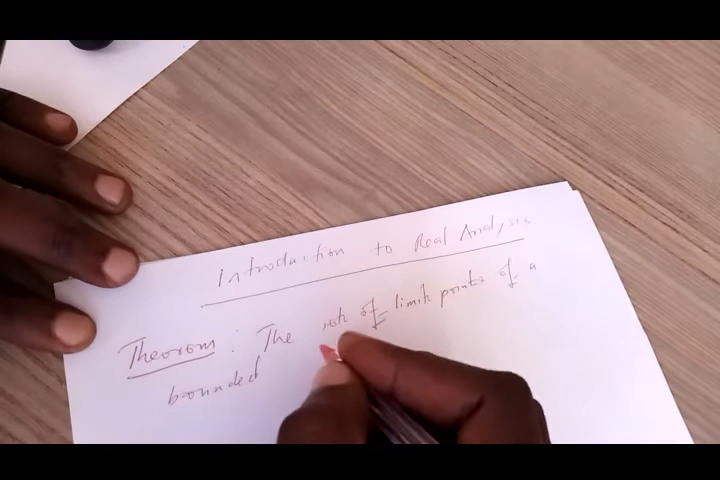 Introduction to Real Analysis
Theorem: The set of limit points of a
bounded